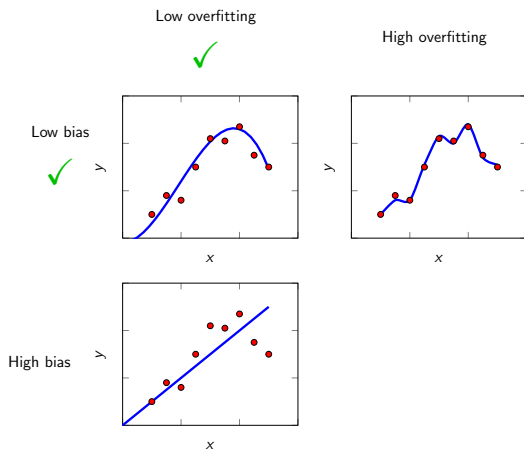 Low overfitting
High overfitting
Low bias
y
x
y
x
High bias
y
x